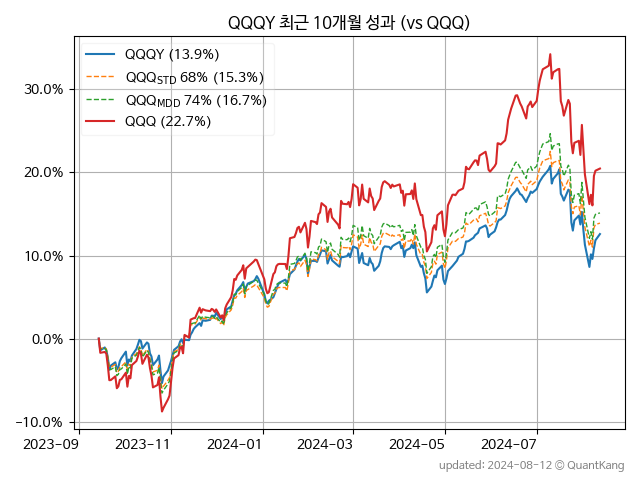 QQQY 최근 10개월 성과 (vs QQQ)
QQQY (13.9%)
QQQSTD 68% (15.3%)
QQQMDD 74% (16.7%)
QQQ (22.7%)
30.0%
20.0%
10.0%
0.0%
−10.0%
2023-09 2023-11 2024-01 2024-03 2024-05 2024-07
updated: 2024-08-12 © QuantKang